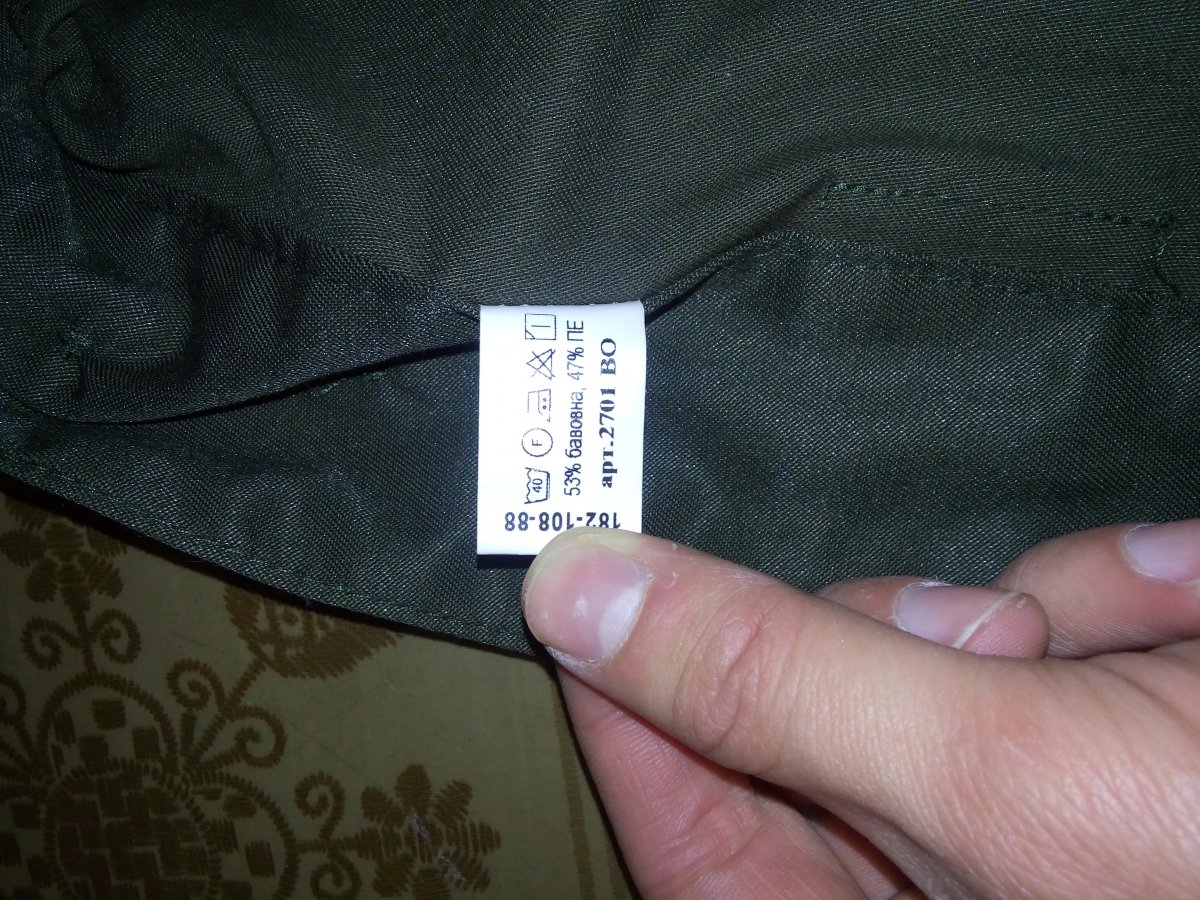 арт.2701 ВО
53% бавовна, 47% ПЕ
40 F
182-108-88